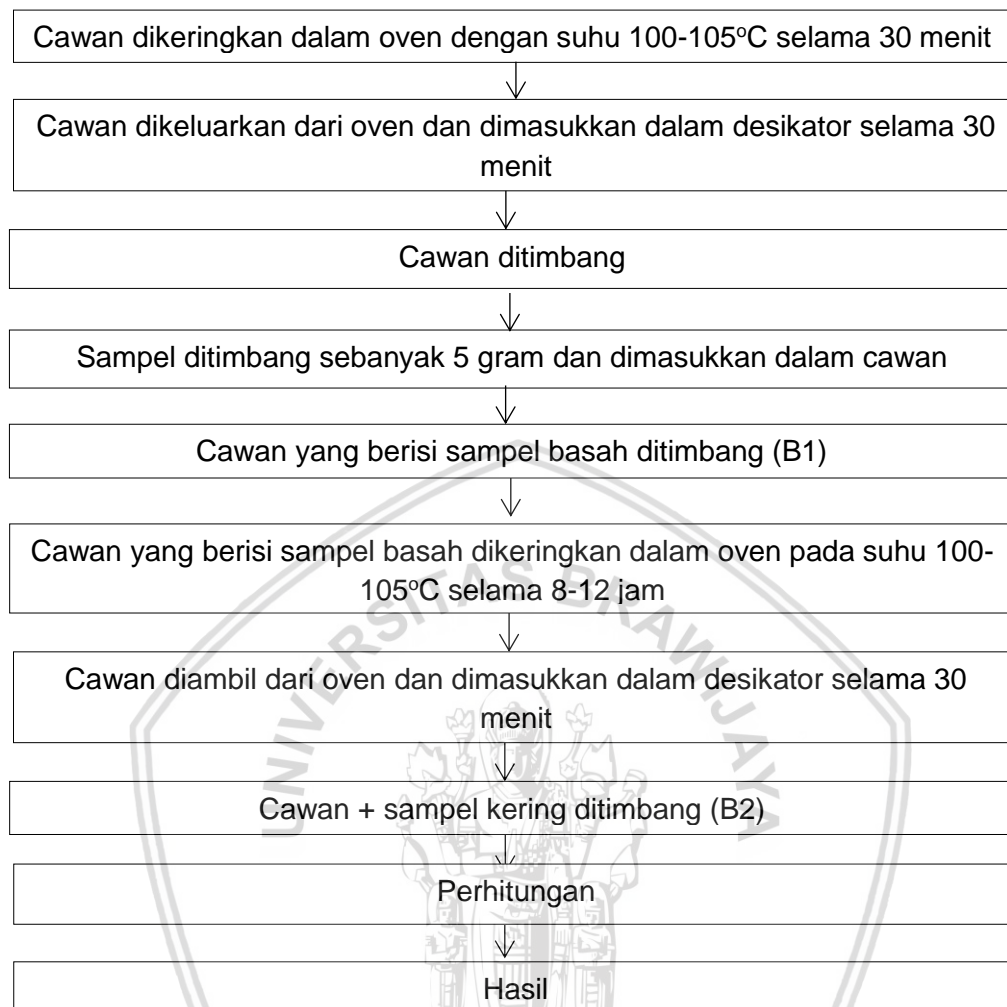 Cawan dikeringkan dalam oven dengan suhu 100-105ºC selama 30 menit
Cawan dikeluarkan dari oven dan dimasukkan dalam desikator selama 30
menit
Cawan ditimbang
Sampel ditimbang sebanyak 5 gram dan dimasukkan dalam cawan
Cawan yang berisi sampel basah ditimbang (B1)
Cawan yang berisi sampel basah dikeringkan dalam oven pada suhu 100-
105ºC selama 8-12 jam
Cawan diambil dari oven dan dimasukkan dalam desikator selama 30
menit
Cawan + sampel kering ditimbang (B2)
Perhitungan
Hasil
UNIVERSITAS BRAWIJAYA